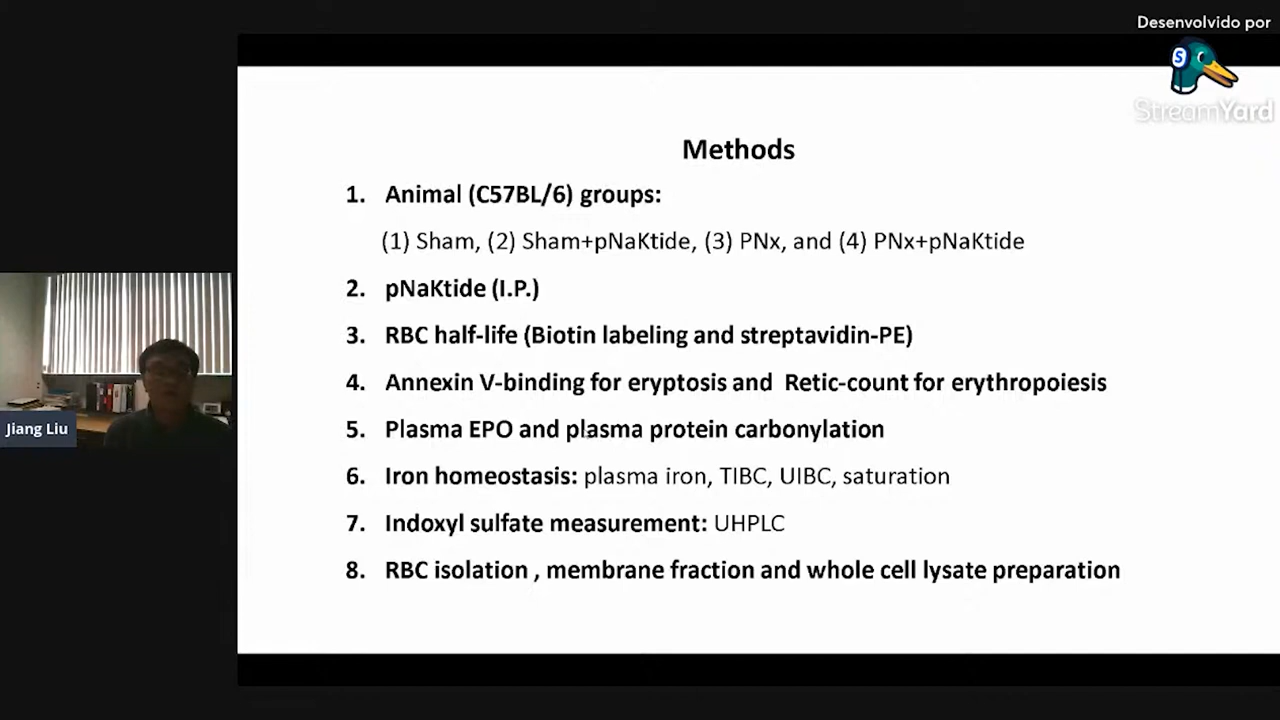 Desenvolvido por
StreamYard
Methods
1. Animal (C57BL/6) groups:
(1) Sham, (2) Sham+pNaKtide, (3) PNx, and (4) PNx+pNaKtide
2. pNaKtide (I.P.)
3. RBC half-life (Biotin labeling and streptavidin-PE)
4. Annexin V-binding for eryptosis and Retic-count for erythropoiesis
5. Plasma EPO and plasma protein carbonylation
6. Iron homeostasis: plasma iron, TIBC, UIBC, saturation
7. Indoxyl sulfate measurement: UHPLC
8. RBC isolation , membrane fraction and whole cell lysate preparation
Jiang Liu